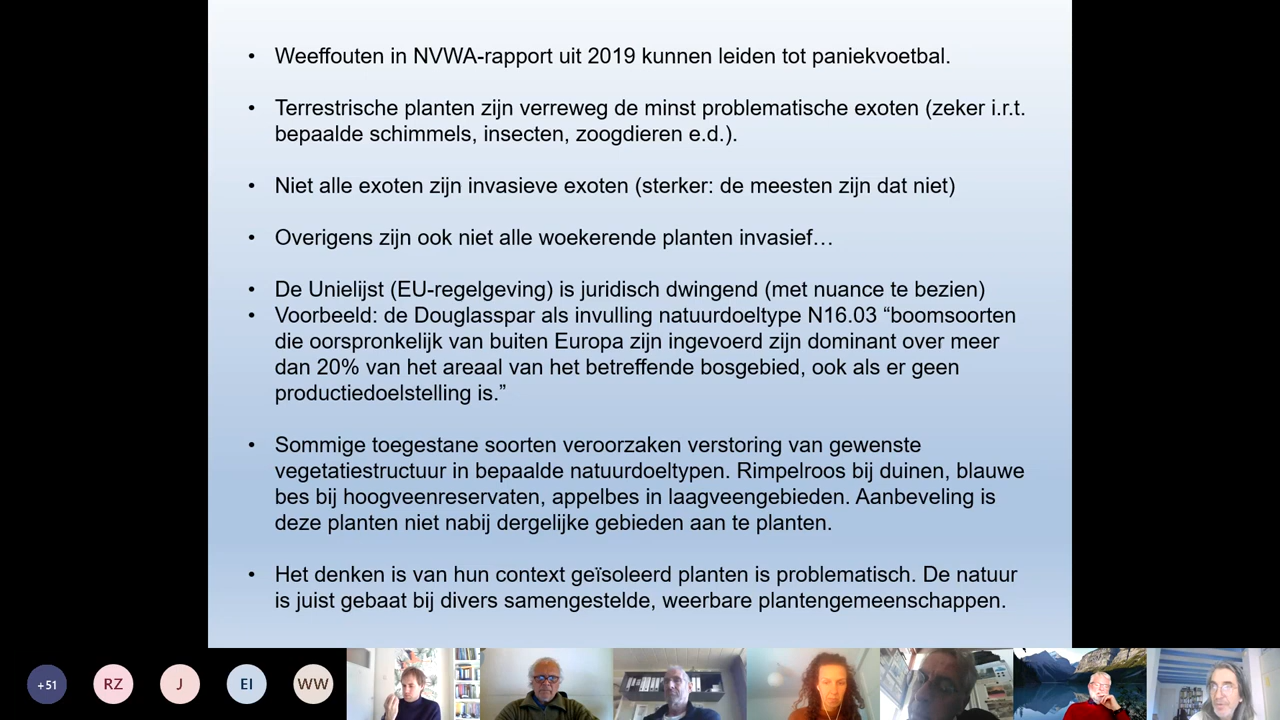 • Weeffouten in NVWA-rapport uit 2019 kunnen leiden tot paniekvoetbal.
• Terrestrische planten zijn verreweg de minst problematische exoten (zeker i.r.t.
bepaalde schimmels, insecten, zoogdieren e.d.).
• Niet alle exoten zijn invasieve exoten (sterker: de meesten zijn dat niet)
• Overigens zijn ook niet alle woekerende planten invasief…
• De Unielijst (EU-regelgeving) is juridisch dwingend (met nuance te bezien)
• Voorbeeld: de Douglasspar als invulling natuurdoeltype N16.03 “boomsoorten
die oorspronkelijk van buiten Europa zijn ingevoerd zijn dominant over meer
dan 20% van het areaal van het betreffende bosgebied, ook als er geen
productiedoelstelling is.”
• Sommige toegestane soorten veroorzaken verstoring van gewenste
vegetatiestructuur in bepaalde natuurdoeltypen. Rimpelroos bij duinen, blauwe
bes bij hoogveenreservaten, appelbes in laagveengebieden. Aanbeveling is
deze planten niet nabij dergelijke gebieden aan te planten.
• Het denken is van hun context geïsoleerd planten is problematisch. De natuur
is juist gebaat bij divers samengestelde, weerbare plantengemeenschappen.
+51 RZ J EI WW